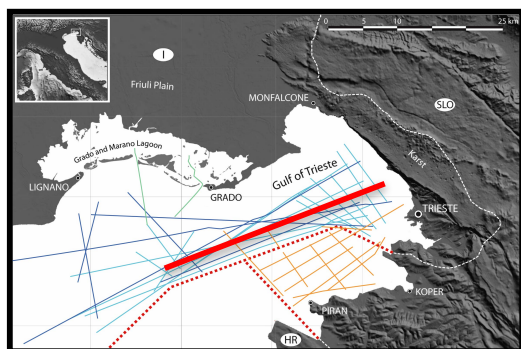 0 5 10 25 km
I
Friuli Plain
MONFALCONE
SLO
Grado and Marano Lagoon
Karst
LIGNANO
GRADO
Gulf of Trieste
TRIESTE
KOPER
PIRAN
HR